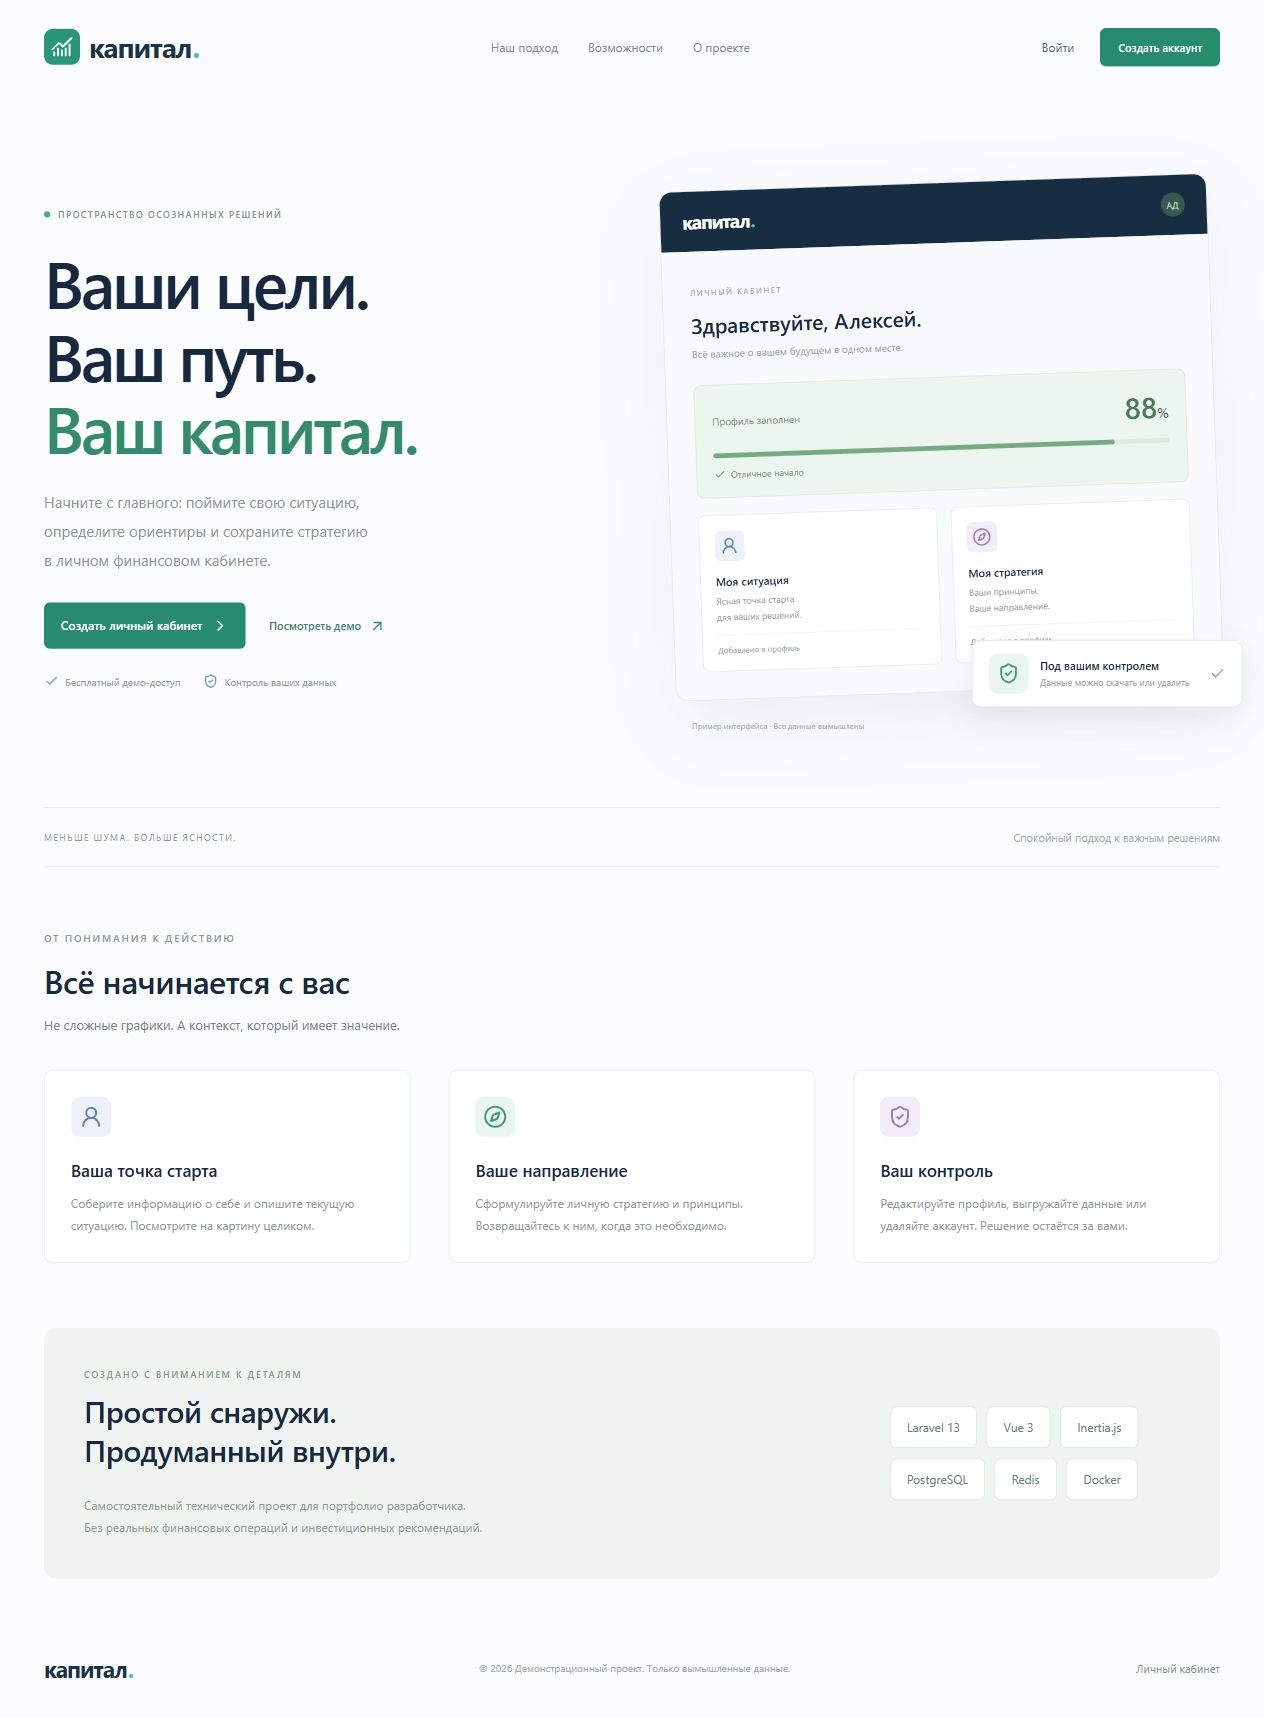 капитал.
Наш подход
Возможности
О проекте
Войти
Создать аккаунт
ПРОСТРАНСТВО ОСОЗНАННЫХ РЕШЕНИЙ
Ваши цели.
Ваш путь.
Ваш капитал.
Начните с главного: поймите свою ситуацию,
определите ориентиры и сохраните стратегию
в личном финансовом кабинете.
Создать личный кабинет
Посмотреть демо
Бесплатный демо-доступ
Контроль ваших данных
капитал.
АД
ЛИЧНЫЙ КАБИНЕТ
Здравствуйте, Алексей.
Всё важное о вашем будущем в одном месте.
Профиль заполнен
88%
Отличное начало
Моя ситуация
Ясная точка старта
для ваших решений.
Добавлено в профиль
Моя стратегия
Ваши принципы.
Ваше направление.
Под вашим контролем
Данные можно скачать или удалить
Пример интерфейса · Все данные вымышлены
МЕНЬШЕ ШУМА. БОЛЬШЕ ЯСНОСТИ.
Спокойный подход к важным решениям
ОТ ПОНИМАНИЯ К ДЕЙСТВИЮ
Всё начинается с вас
Не сложные графики. А контекст, который имеет значение.
Ваша точка старта
Соберите информацию о себе и опишите текущую
ситуацию. Посмотрите на картину целиком.
Ваше направление
Сформулируйте личную стратегию и принципы.
Возвращайтесь к ним, когда это необходимо.
Ваш контроль
Редактируйте профиль, выгружайте данные или
удаляйте аккаунт. Решение остаётся за вами.
СОЗДАНО С ВНИМАНИЕМ К ДЕТАЛЯМ
Простой снаружи.
Продуманный внутри.
Самостоятельный технический проект для портфолио разработчика.
Без реальных финансовых операций и инвестиционных рекомендаций.
Laravel 13
Vue 3
Inertia.js
PostgreSQL
Redis
Docker
капитал.
© 2026 Демонстрационный проект. Только вымышленные данные.
Личный кабинет